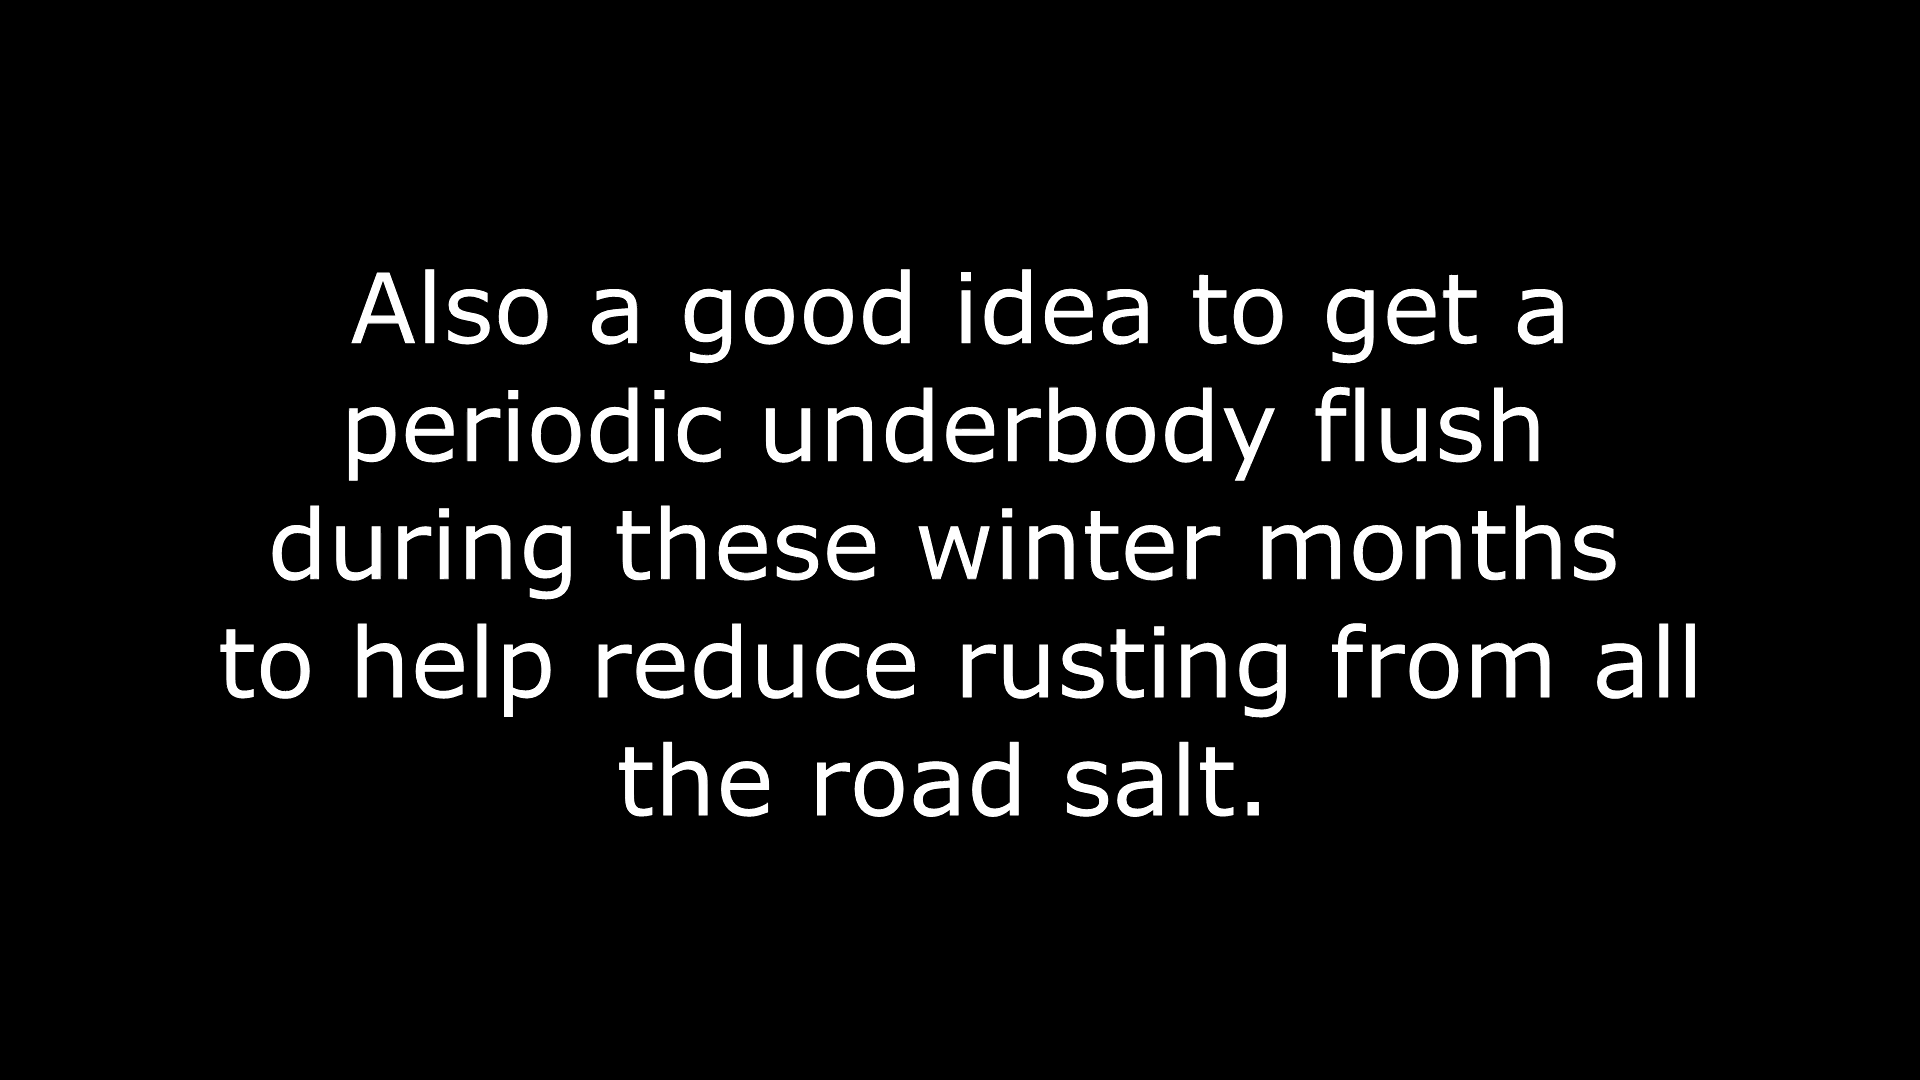 Also a good idea to get a
periodic underbody flush
during these winter months
to help reduce rusting from all
the road salt.